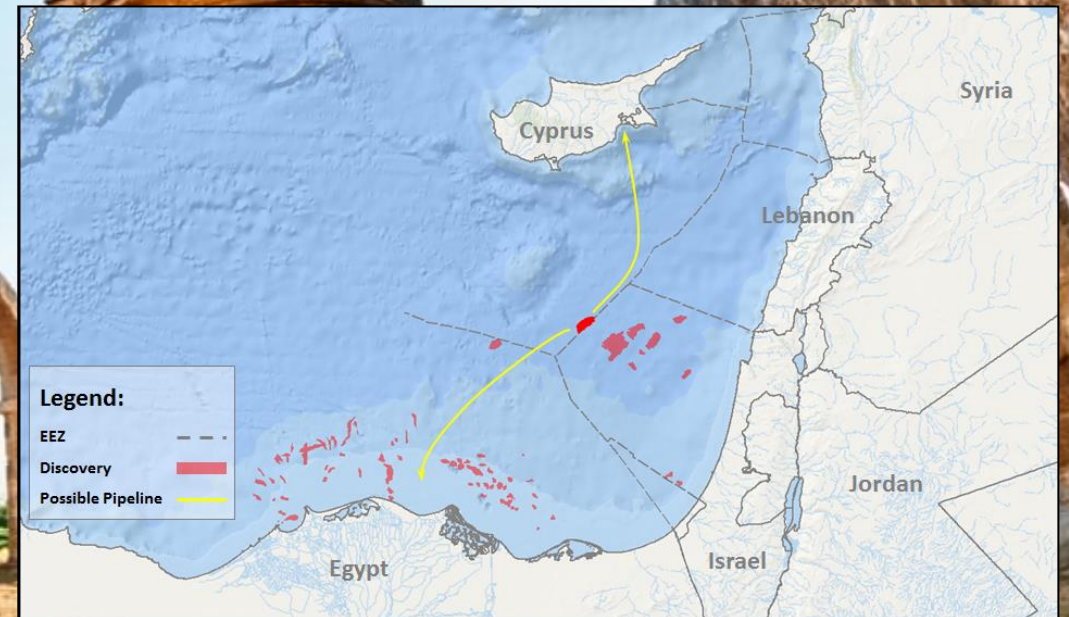 Syria
Cyprus
Lebanon
Legend:
EEZ
Discovery
Possible Pipeline
Jordan
Israel
Egypt